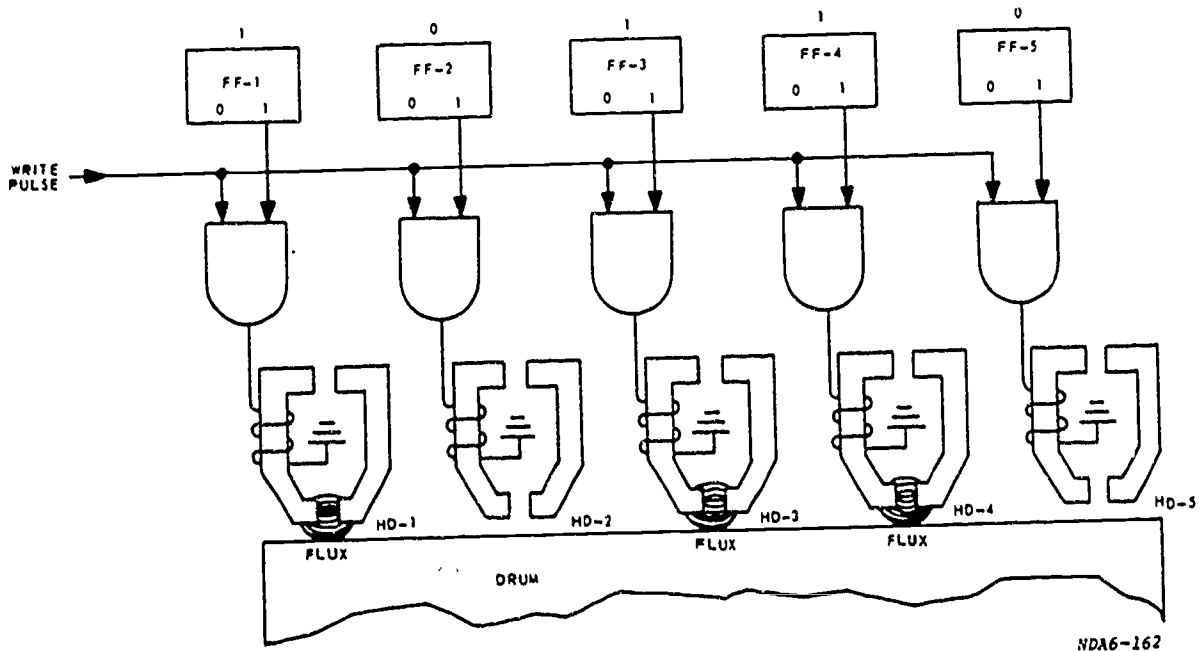 1 0 1 1 0
FF-1 FF-2 FF-3 FF-4 FF-5
0 1 0 1 0 1 0 1 0 1
WRITE
PULSE
HD-1 HD-2 HD-3 HD-4 HD-5
FLUX FLUX FLUX
DRUM
NDA6-162